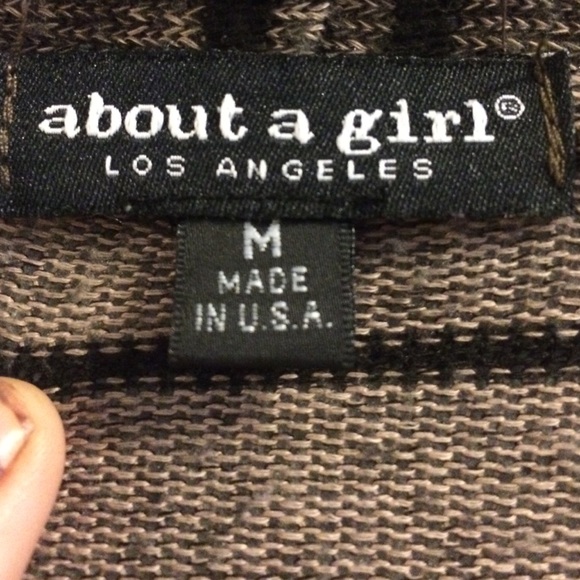 about a girl®
LOS ANGELES
M
MADE
IN U.S.A.